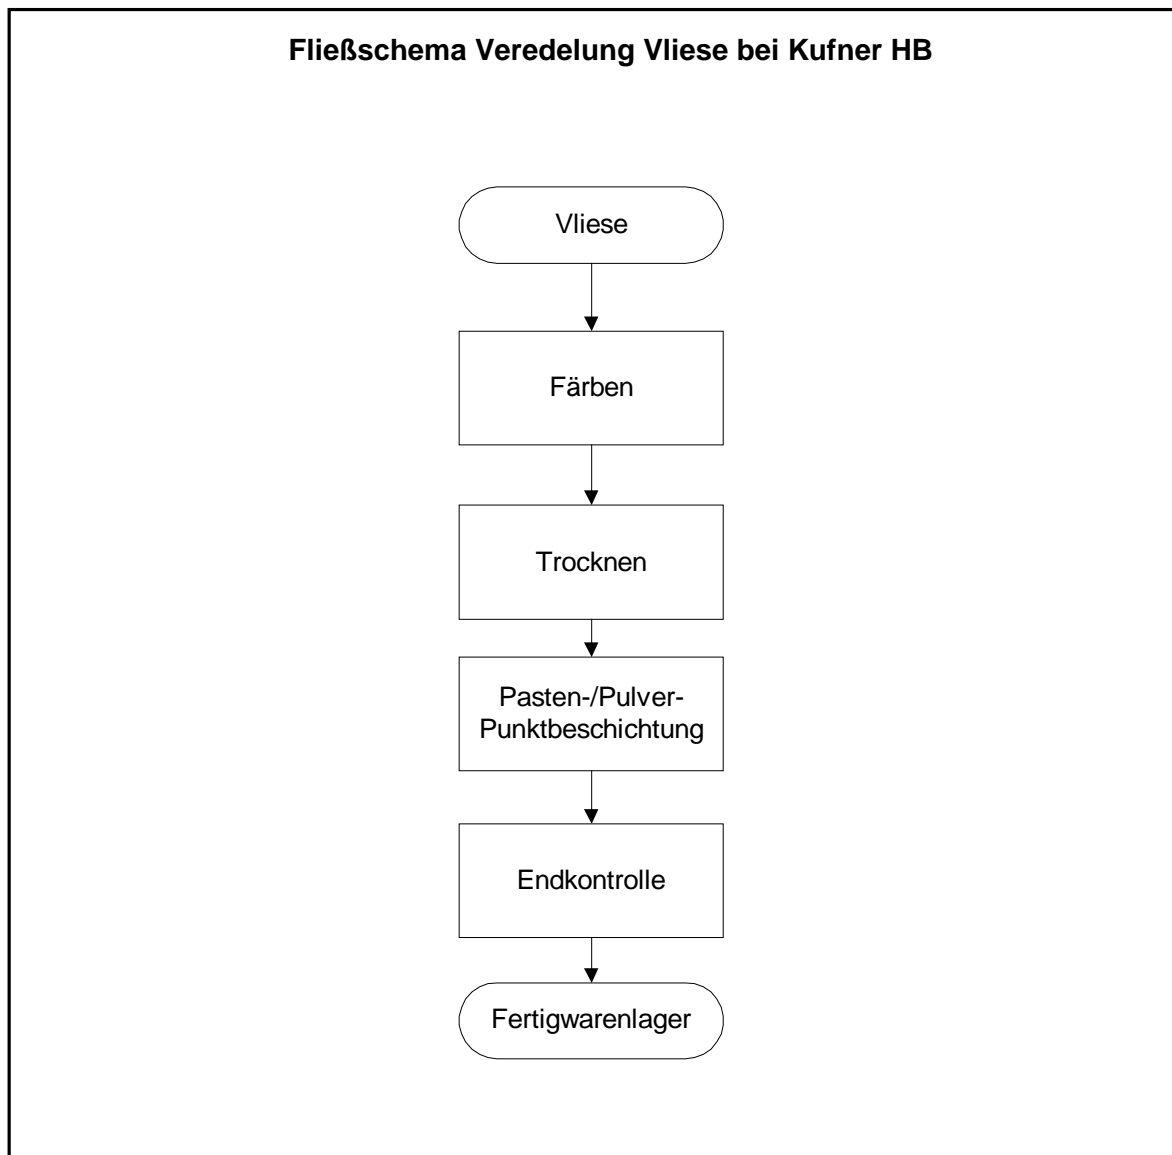 Fließschema Veredelung Vliese bei Kufner HB
Vliese
Färben
Trocknen
Pasten-/Pulver-
Punktbeschichtung
Endkontrolle
Fertigwarenlager